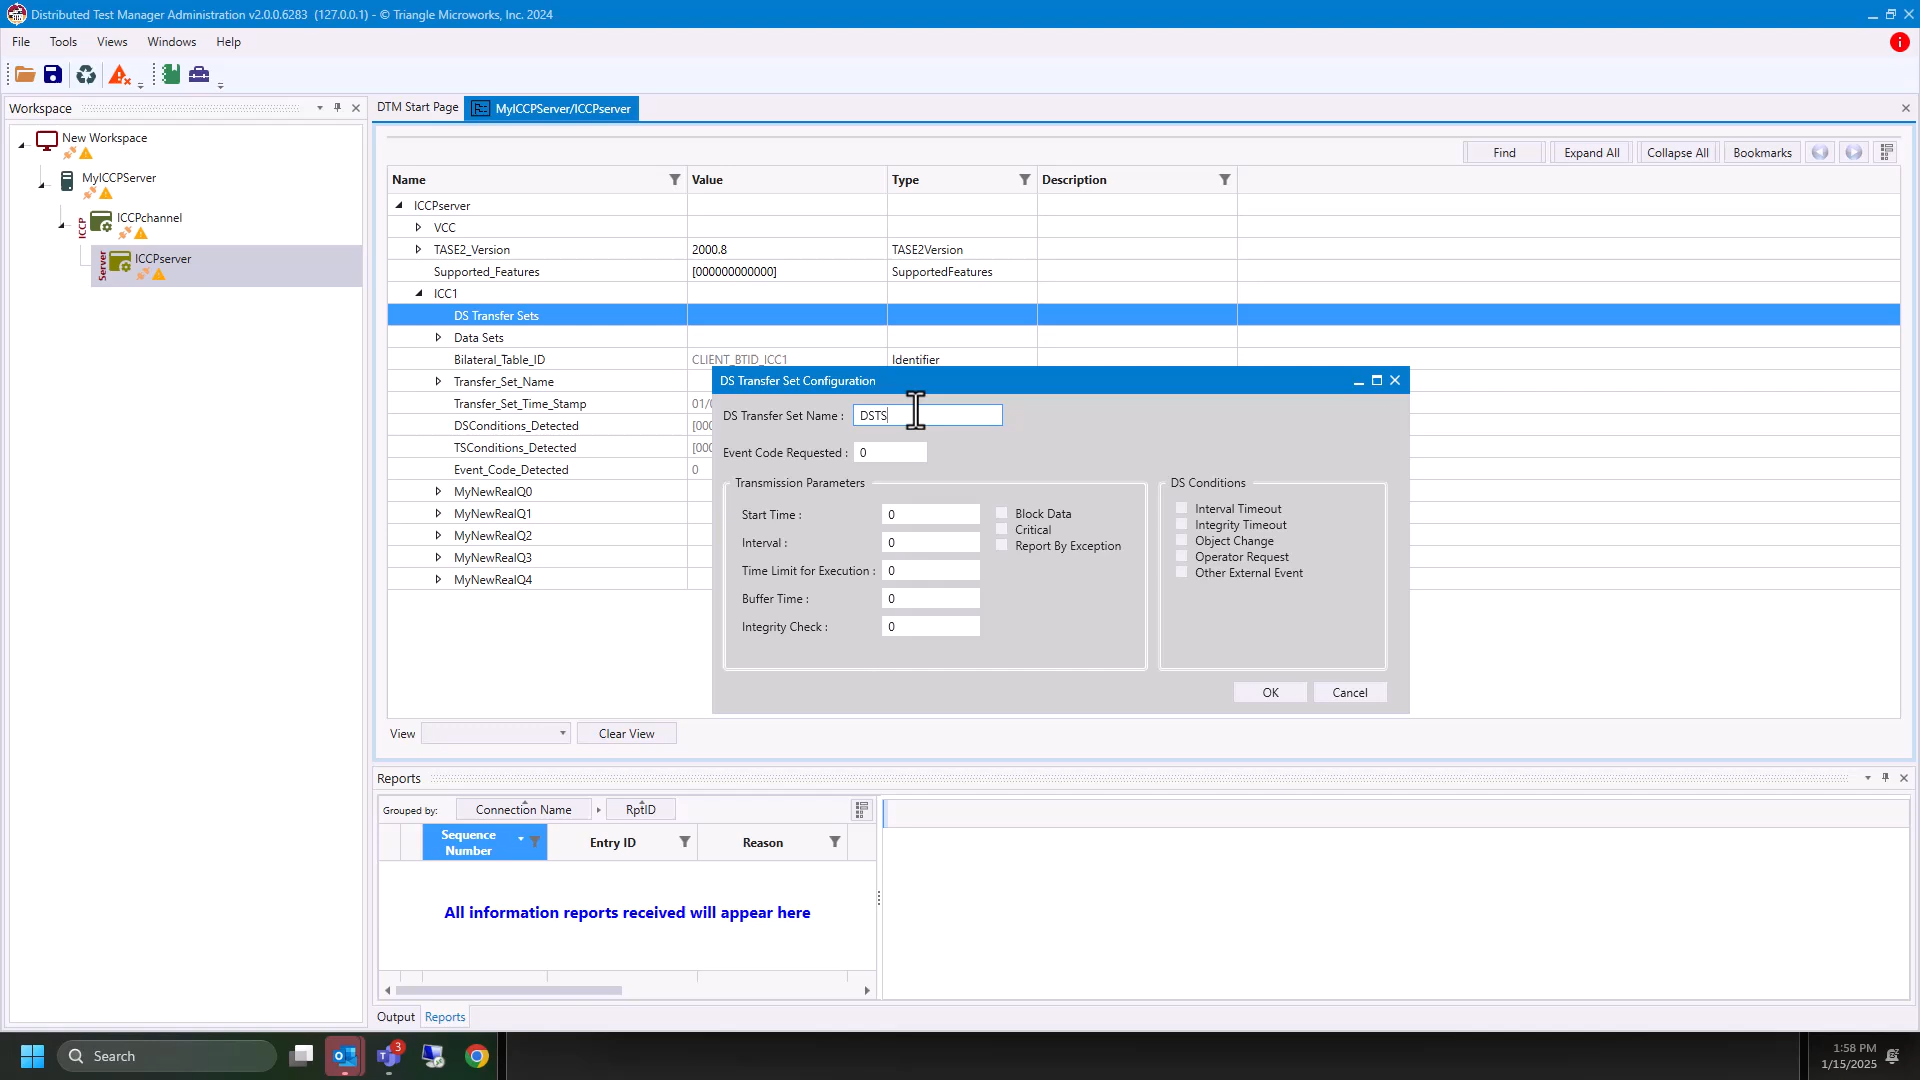 Distributed Test Manager Administration v2.0.0.6283 (127.0.0.1) - © Triangle Microworks, Inc. 2024
File Tools Views Windows Help
Workspace
New Workspace
MyICCPServer
ICCP
ICCPchannel
Server
ICCPserver
DTM Start Page MyICCPServer/ICCPserver
Find Expand All Collapse All Bookmarks
Name Value Type Description
ICCPserver
VCC
TASE2_Version 2000.8 TASE2Version
Supported_Features [000000000000] SupportedFeatures
ICC1
DS Transfer Sets
Data Sets
Bilateral_Table_ID CLIENT_BTID_ICC1 Identifier
Transfer_Set_Name
Transfer_Set_Time_Stamp 01/0
DSConditions_Detected [000
TSConditions_Detected [000
Event_Code_Detected 0
MyNewRealQ0
MyNewRealQ1
MyNewRealQ2
MyNewRealQ3
MyNewRealQ4
DS Transfer Set Configuration
DS Transfer Set Name : DSTS
Event Code Requested : 0
Transmission Parameters
Start Time : 0
Interval : 0
Time Limit for Execution : 0
Buffer Time : 0
Integrity Check : 0
Block Data
Critical
Report By Exception
DS Conditions
Interval Timeout
Integrity Timeout
Object Change
Operator Request
Other External Event
OK Cancel
View Clear View
Reports
Grouped by: Connection Name RptID
Sequence Number Entry ID Reason
All information reports received will appear here
Output Reports
Search
3
1:58 PM
1/15/2025